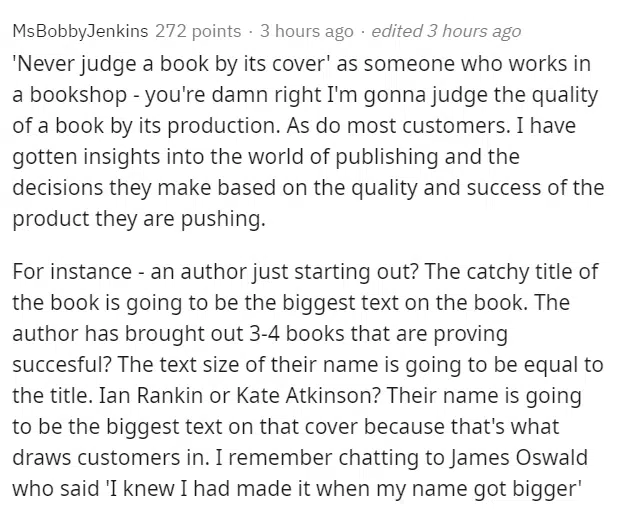 MsBobbyJenkins 272 points · 3 hours ago · edited 3 hours ago
'Never judge a book by its cover' as someone who works in
a bookshop - you're damn right I'm gonna judge the quality
of a book by its production. As do most customers. I have
gotten insights into the world of publishing and the
decisions they make based on the quality and success of the
product they are pushing.
For instance - an author just starting out? The catchy title of
the book is going to be the biggest text on the book. The
author has brought out 3-4 books that are proving
succesful? The text size of their name is going to be equal to
the title. Ian Rankin or Kate Atkinson? Their name is going
to be the biggest text on that cover because that's what
draws customers in. I remember chatting to James Oswald
who said 'I knew I had made it when my name got bigger'